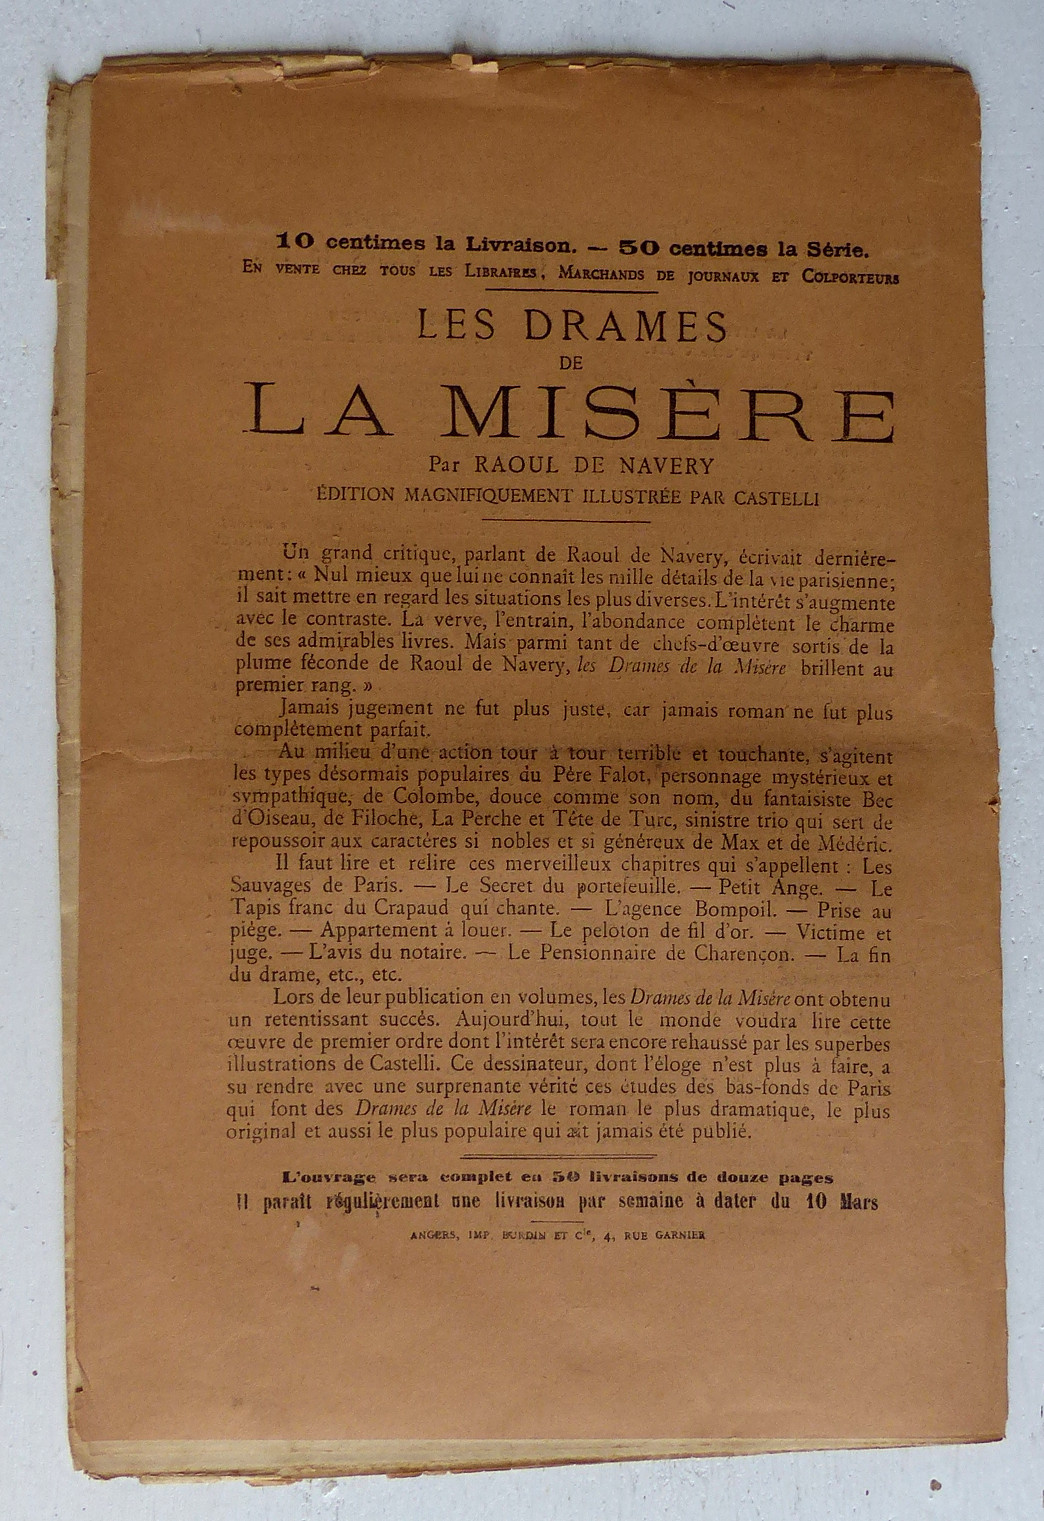 10 centimes la Livraison. — 50 centimes la Série.
En vente chez tous les Libraires, Marchands de journaux et Colporteurs
LES DRAMES
DE
LA MISÈRE
Par RAOUL DE NAVERY
ÉDITION MAGNIFIQUEMENT ILLUSTRÉE PAR CASTELLI
Un grand critique, parlant de Raoul de Navery, écrivait dernière-
ment: « Nul mieux que lui ne connait les mille détails de la vie parisienne;
il sait mettre en regard les situations les plus diverses. L'intérêt s'augmente
avec le contraste. La verve, l'entrain, l'abondance complètent le charme
de ses admirables livres. Mais parmi tant de chefs-d'œuvre sortis de la
plume féconde de Raoul de Navery, les Drames de la Misère brillent au
premier rang. »
Jamais jugement ne fut plus juste, car jamais roman ne fut plus
complètement parfait.
Au milieu d'une action tour à tour terrible et touchante, s'agitent
les types désormais populaires du Père Falot, personnage mystérieux et
sympathique, de Colombe, douce comme son nom, du fantaisiste Bec
d'Oiseau, de Filoche, La Perche et Tête de Turc, sinistre trio qui sert de
repoussoir aux caractères si nobles et si généreux de Max et de Médéric.
Il faut lire et relire ces merveilleux chapitres qui s'appellent : Les
Sauvages de Paris. — Le Secret du portefeuille. — Petit Ange. — Le
Tapis franc du Crapaud qui chante. — L'agence Bompoil. — Prise au
piége. — Appartement à louer. — Le peloton de fil d'or. — Victime et
juge. — L'avis du notaire. — Le Pensionnaire de Charençon. — La fin
du drame, etc., etc.
Lors de leur publication en volumes, les Drames de la Misère ont obtenu
un retentissant succès. Aujourd'hui, tout le monde voudra lire cette
œuvre de premier ordre dont l'intérêt sera encore rehaussé par les superbes
illustrations de Castelli. Ce dessinateur, dont l'éloge n'est plus à faire, a
su rendre avec une surprenante vérité ces études des bas-fonds de Paris
qui font des Drames de la Misère le roman le plus dramatique, le plus
original et aussi le plus populaire qui ait jamais été publié.
L'ouvrage sera complet en 50 livraisons de douze pages
Il paraît régulièrement une livraison par semaine à dater du 10 Mars
ANGERS, IMP. BURDIN ET Cie, 4, RUE GARNIER